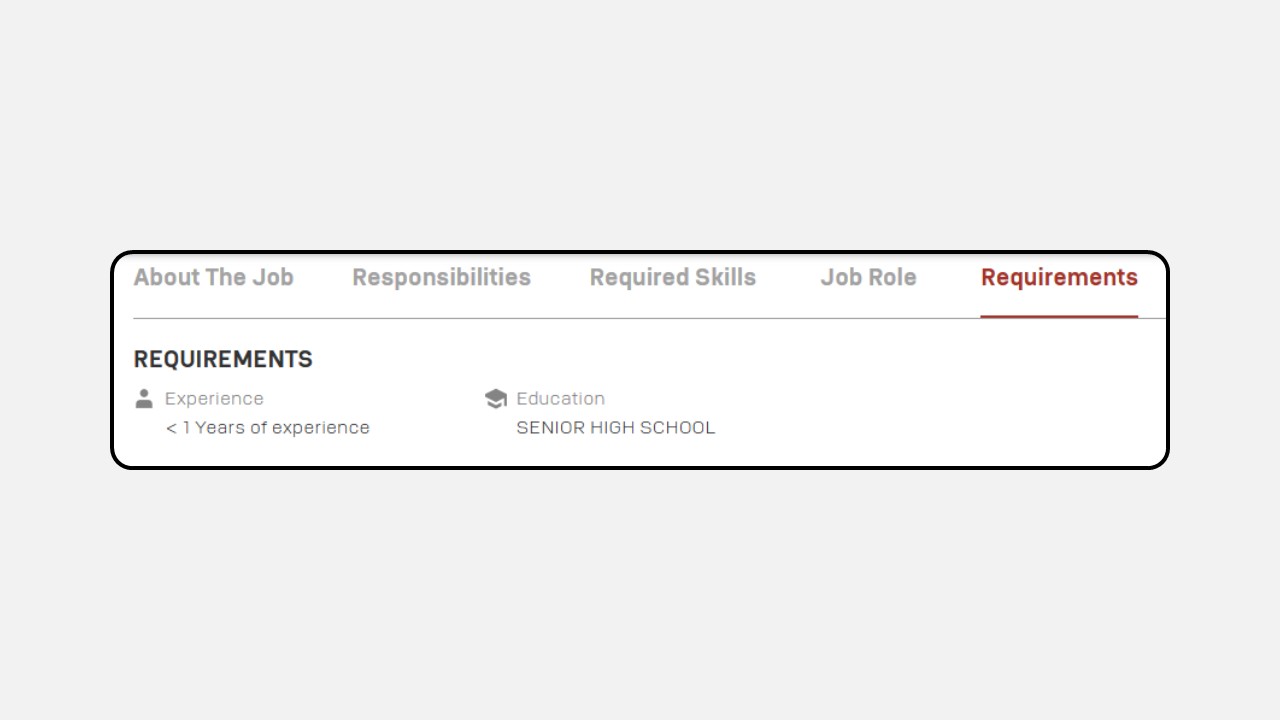 About The Job Responsibilities Required Skills Job Role Requirements
REQUIREMENTS
Experience Education
< 1 Years of experience SENIOR HIGH SCHOOL